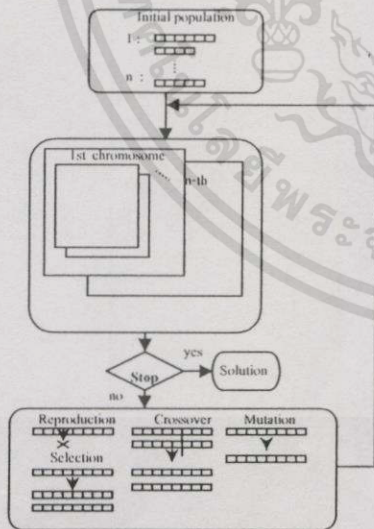 Initial population
1 :
n :
1st chromosome
n-th
Stop
yes
Solution
no
Reproduction
Crossover
Mutation
Selection